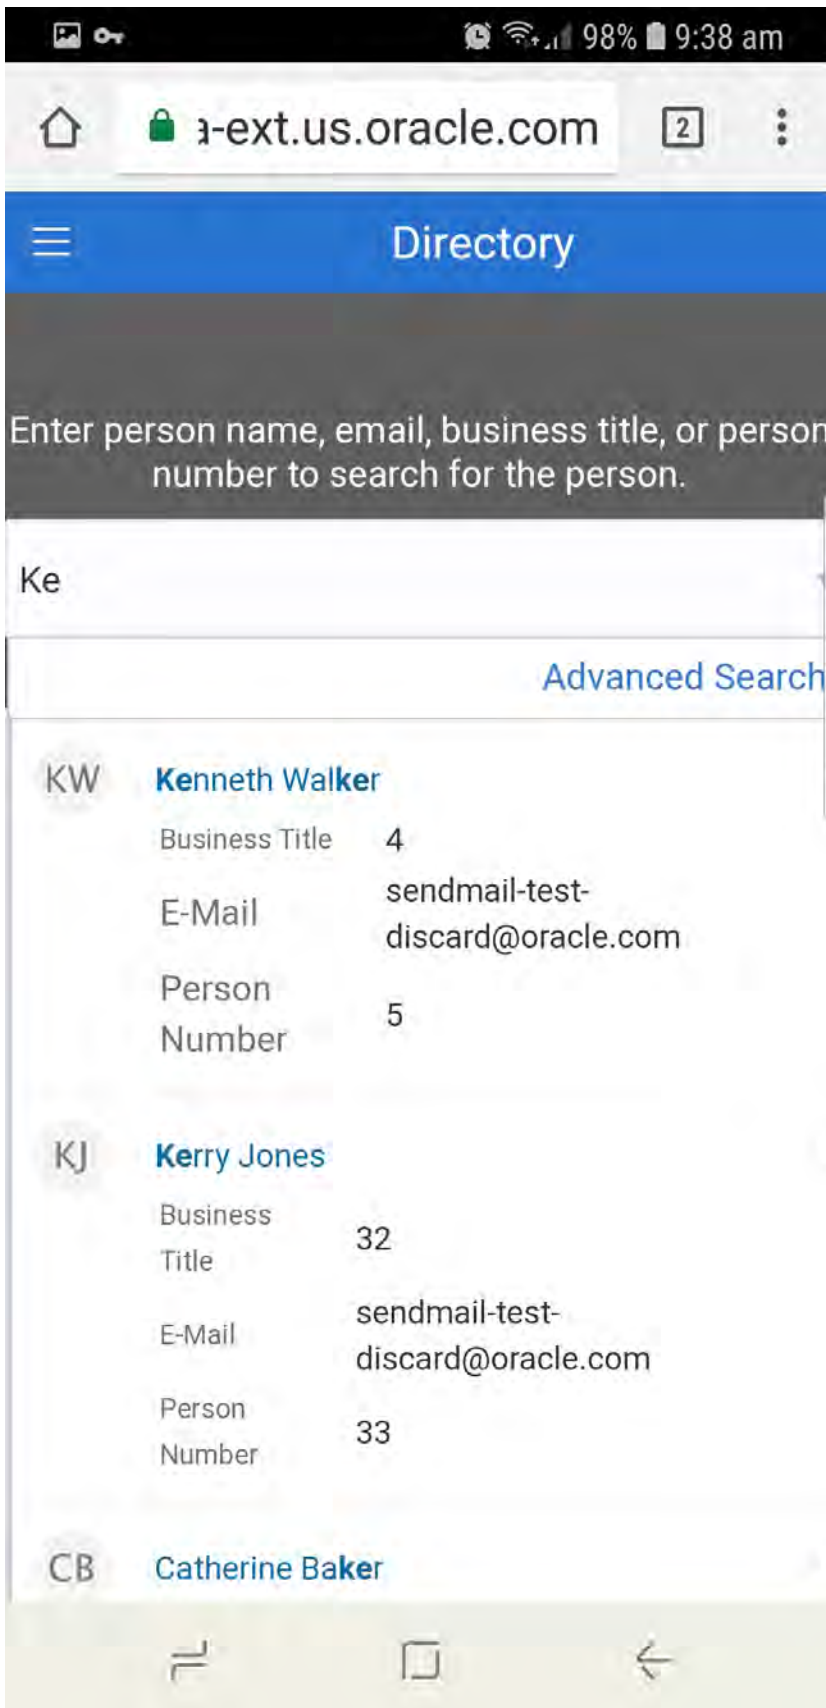 98% 9:38 am
a-ext.us.oracle.com 2
Directory
Enter person name, email, business title, or person
number to search for the person.
Ke
Advanced Search
KW Kenneth Walker
Business Title 4
E-Mail sendmail-test-
discard@oracle.com
Person
Number 5
KJ Kerry Jones
Business
Title 32
E-Mail sendmail-test-
discard@oracle.com
Person
Number 33
CB Catherine Baker